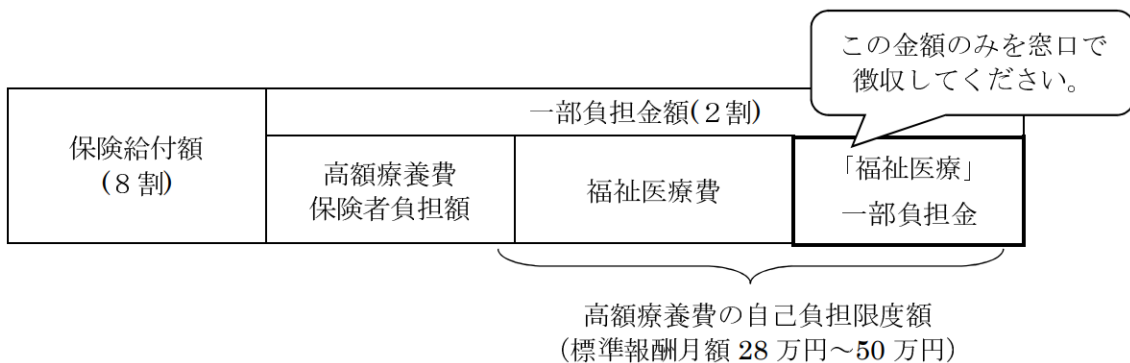 この金額のみを窓口で
徴収してください。
一部負担金額(２割)
保険給付額
(８割)
高額療養費
保険者負担額
福祉医療費
「福祉医療」
一部負担金
高額療養費の自己負担限度額
(標準報酬月額 28 万円～50 万円)